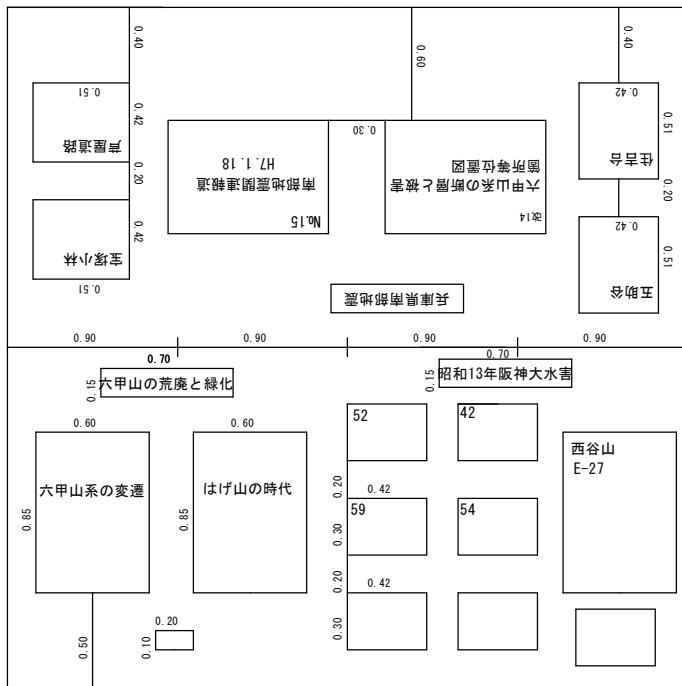 0.40
0.60
0.40
0.51
芦屋道路
0.42
0.20
0.51
宝塚小林
0.42
南部地震関連報道
H7.1.18
No.15
0.30
六甲山系の断層と被害
箇所等位置図
改14
0.42
住吉台
0.51
0.20
0.42
五助谷
0.51
兵庫県南部地震
0.90
0.90
0.90
0.90
0.70
0.15
六甲山の荒廃と緑化
0.70
0.15
昭和13年阪神大水害
0.60
0.85
六甲山系の変遷
0.60
0.85
はげ山の時代
52
42
0.20
0.42
59
54
0.30
0.20
0.42
0.30
西谷山
E-27
0.50
0.20
0.10